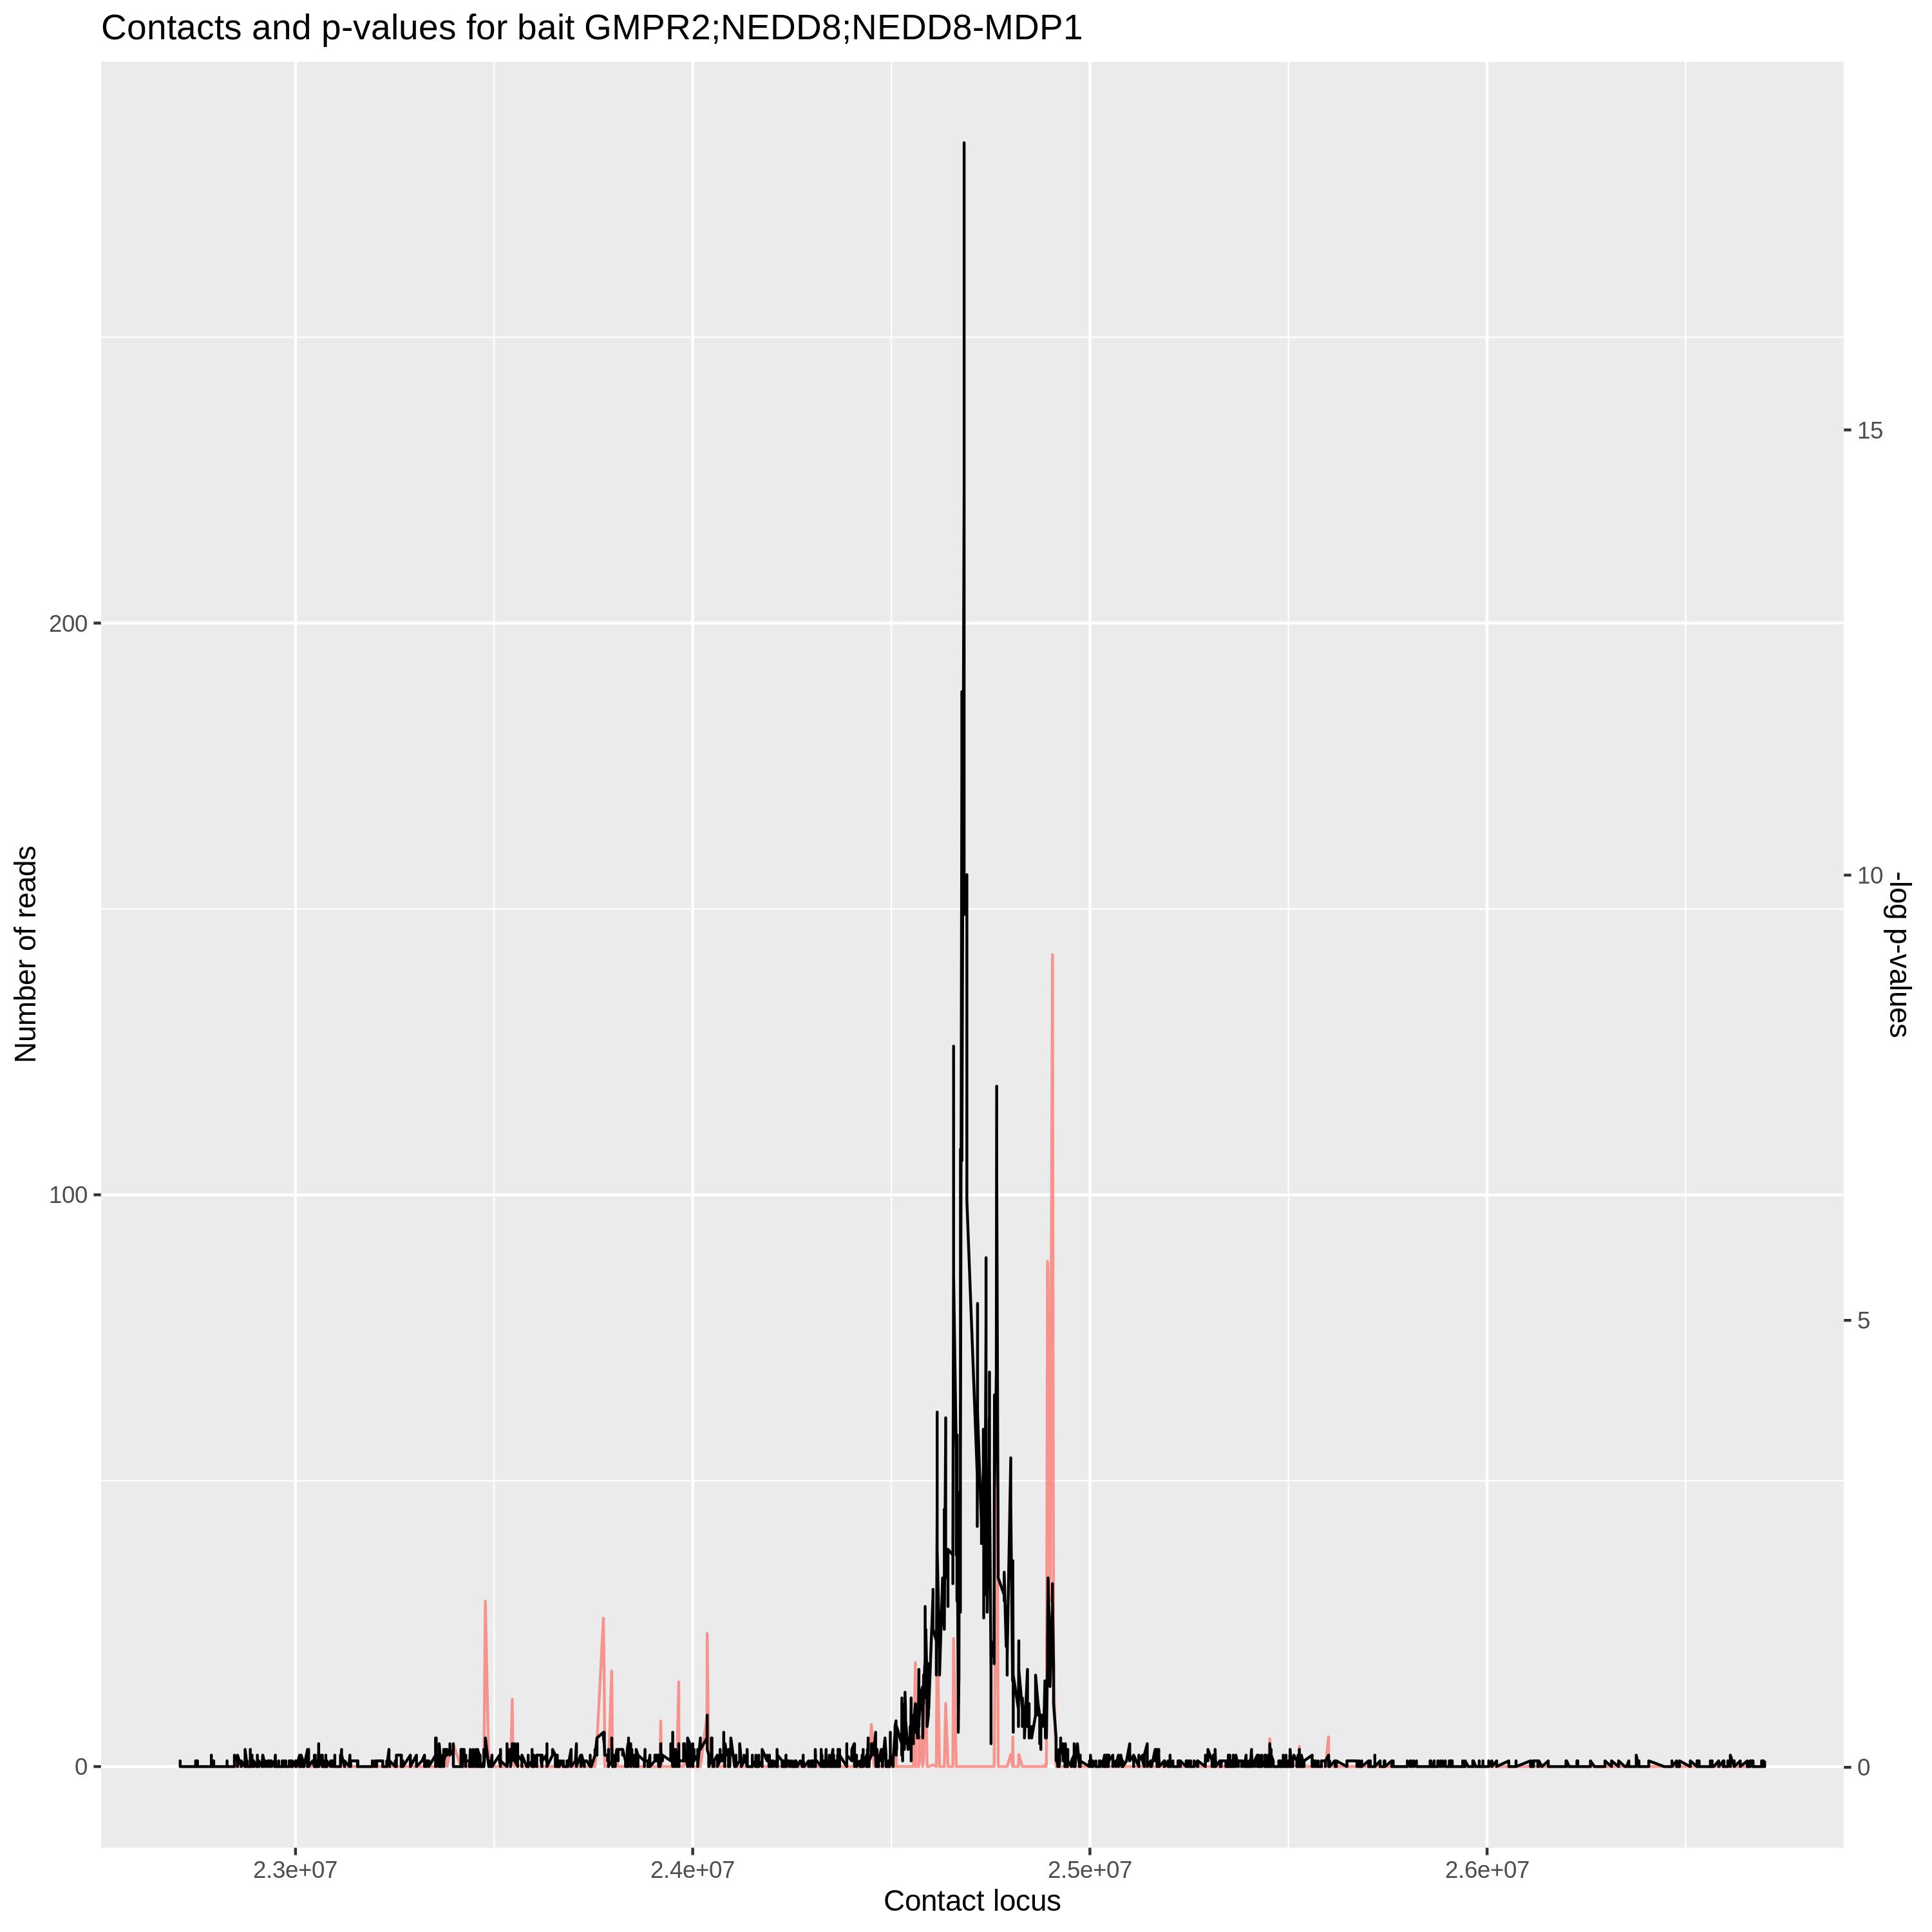 Contacts and p-values for bait GMPR2;NEDD8;NEDD8-MDP1
Number of reads
200
100
0
15
10
5
0
-log p-values
2.3e+07
2.4e+07
2.5e+07
2.6e+07
Contact locus